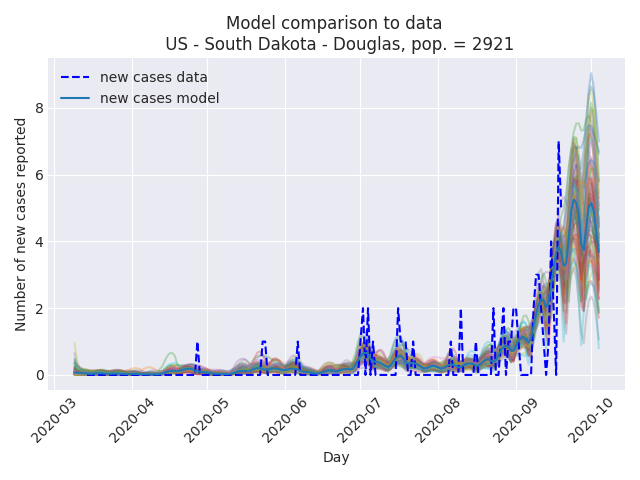 Model comparison to data
US - South Dakota - Douglas, pop. = 2921
new cases data
new cases model
Number of new cases reported
8
6
4
2
0
2020-03
2020-04
2020-05
2020-06
2020-07
2020-08
2020-09
2020-10
Day